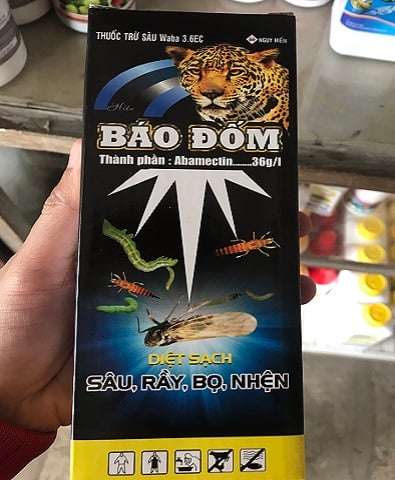 THUỐC TRỪ SÂU Waba 3.6EC
NGUY HIỂM
BÁO ĐỐM
Thành phần : Abamectin........36g/l
DIỆT SẠCH
SÂU, RẦY, BỌ, NHỆN